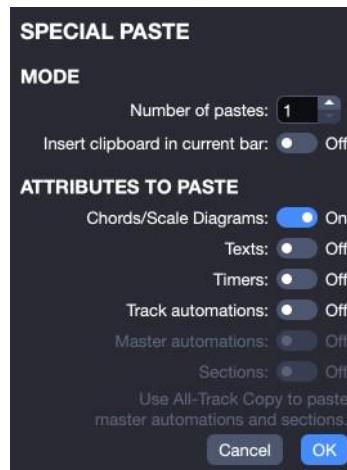 SPECIAL PASTE
MODE
Number of pastes: 1
Insert clipboard in current bar: Off
ATTRIBUTES TO PASTE
Chords/Scale Diagrams: On
Texts: Off
Timers: Off
Track automations: Off
Master automations: Off
Sections: Off
Use All-Track Copy to paste
master automations and sections.
Cancel OK